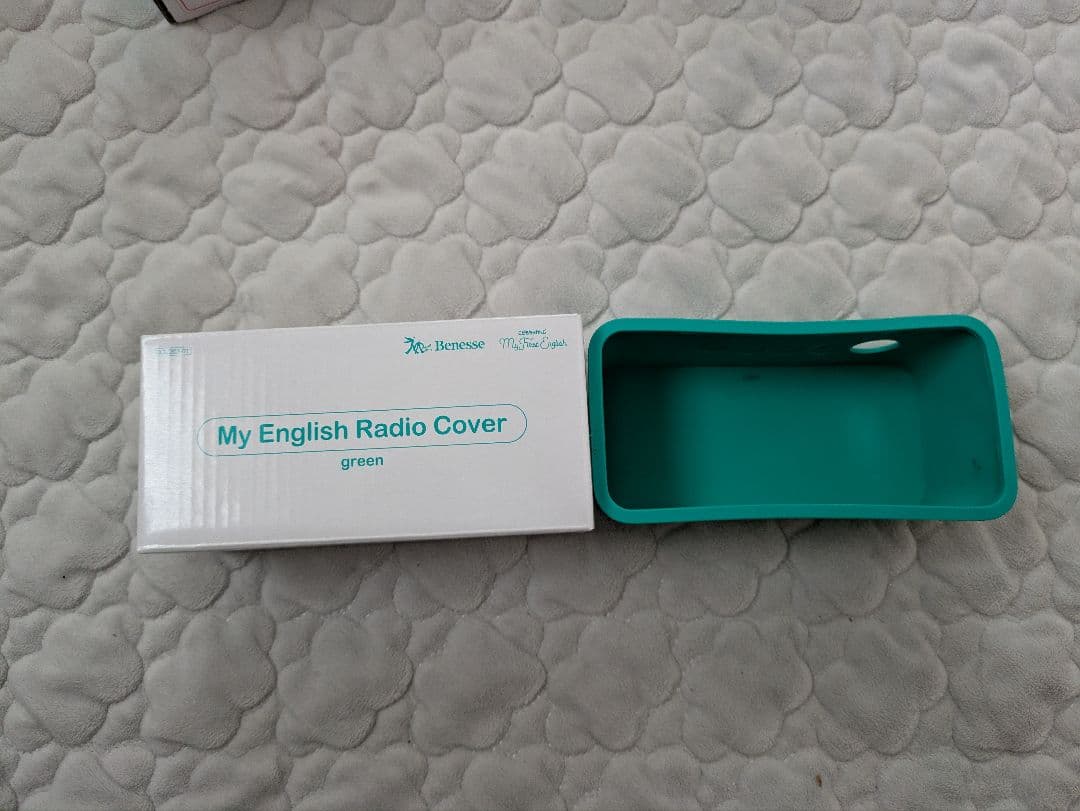 Benesse
My First English
My English Radio Cover
green